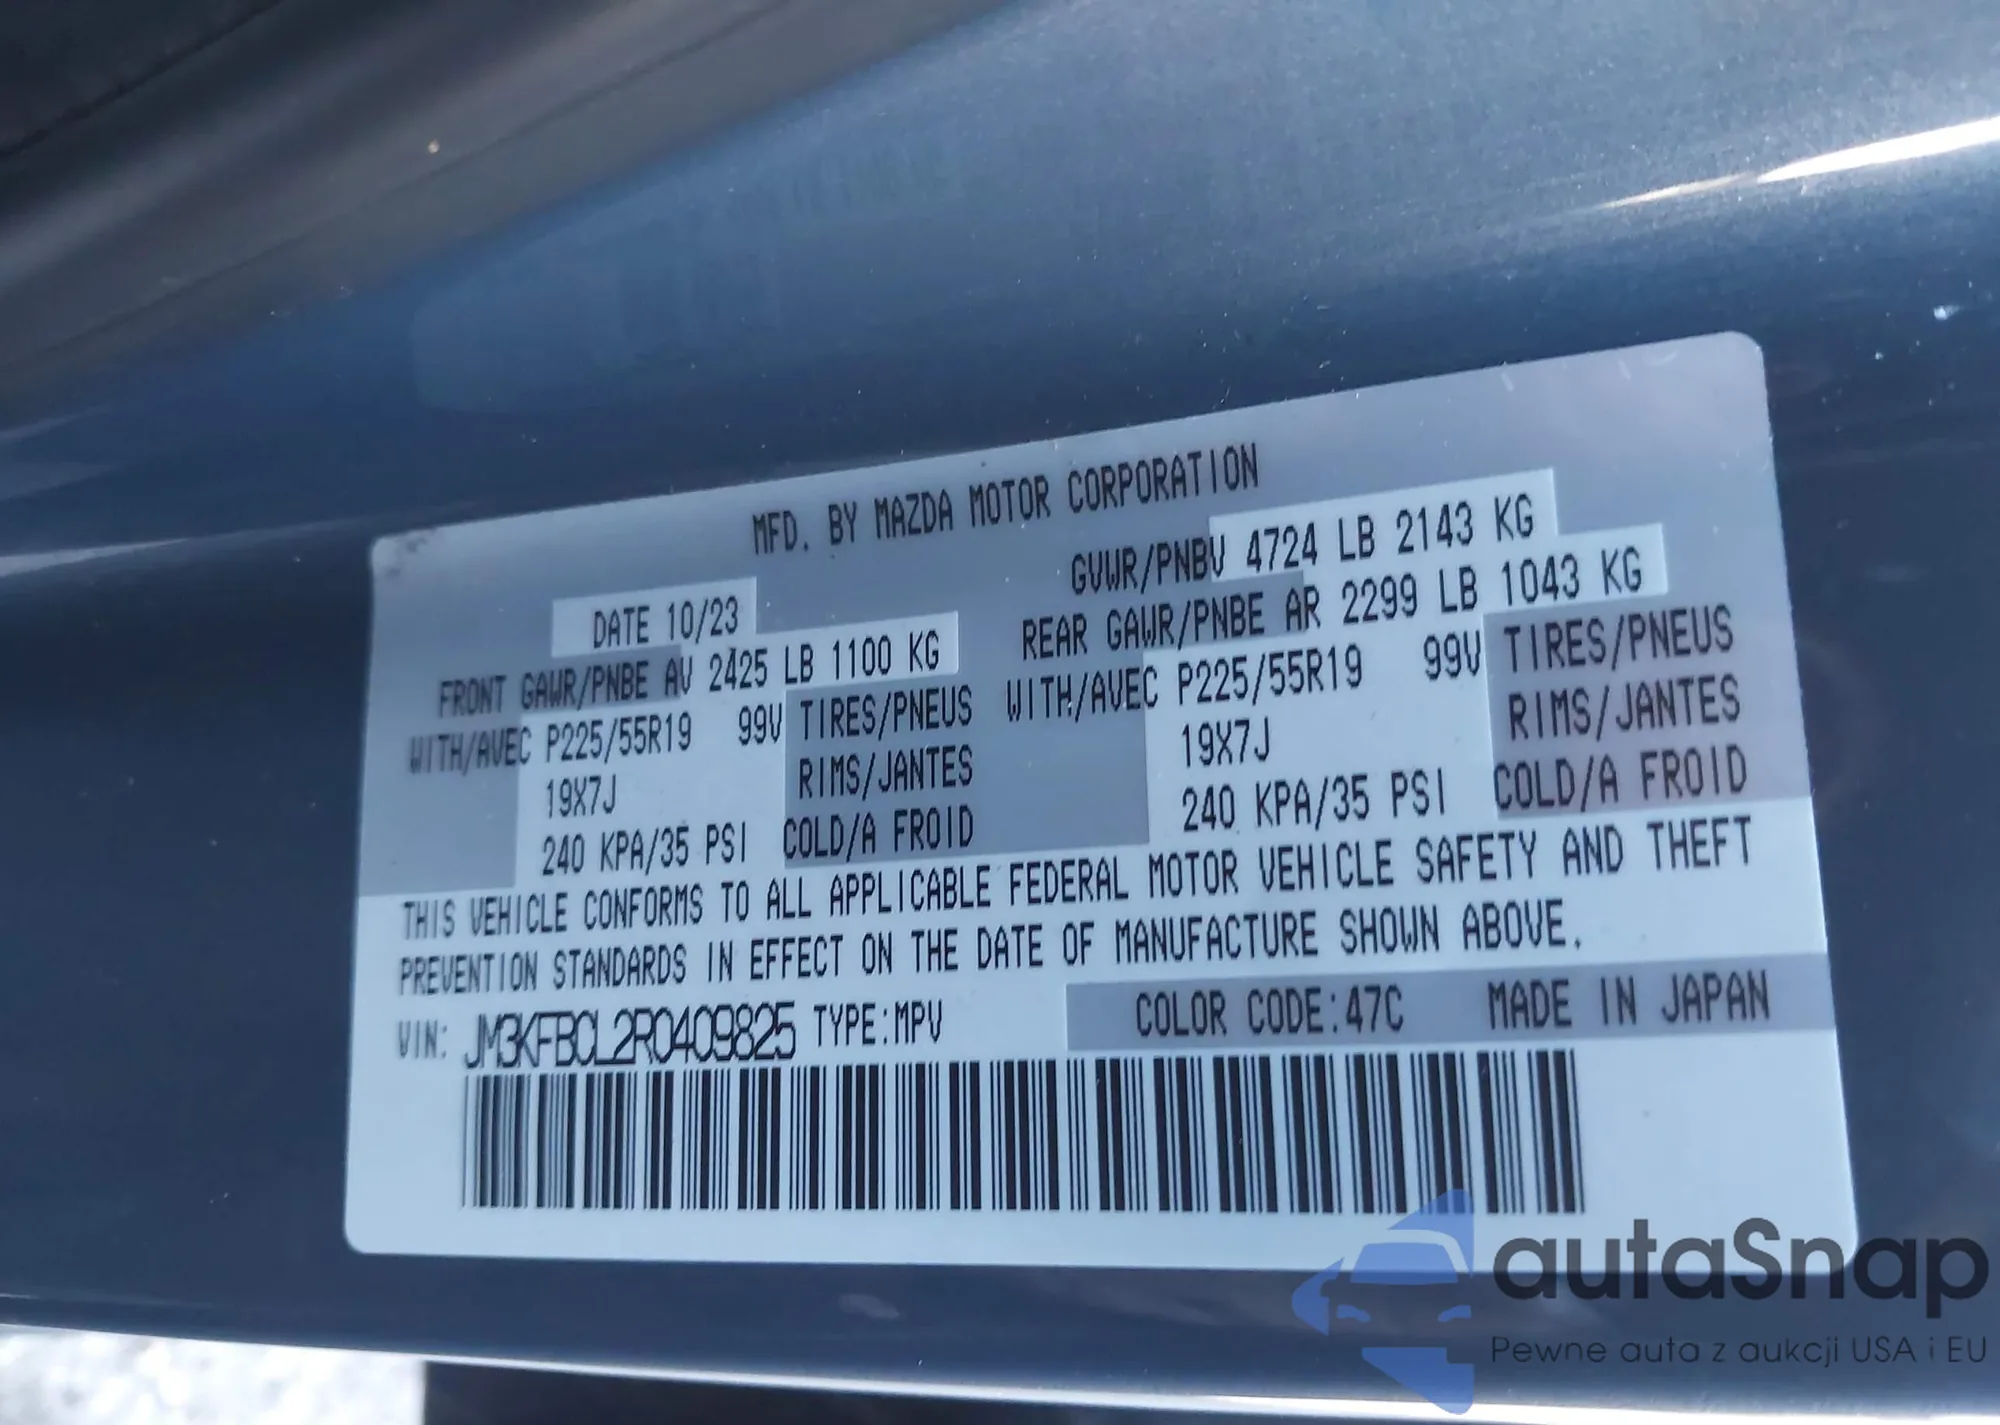 MFD. BY MAZDA MOTOR CORPORATION
DATE 10/23
GVWR/PNBV 4724 LB 2143 KG
FRONT GAWR/PNBE AV 2425 LB 1100 KG
REAR GAWR/PNBE AR 2299 LB 1043 KG
WITH/AVEC P225/55R19 99V TIRES/PNEUS
WITH/AVEC P225/55R19 99V TIRES/PNEUS
19X7J RIMS/JANTES
19X7J RIMS/JANTES
240 KPA/35 PSI COLD/A FROID
240 KPA/35 PSI COLD/A FROID
THIS VEHICLE CONFORMS TO ALL APPLICABLE FEDERAL MOTOR VEHICLE SAFETY AND THEFT
PREVENTION STANDARDS IN EFFECT ON THE DATE OF MANUFACTURE SHOWN ABOVE.
VIN: JM3KFBCL2R0409825 TYPE:MPV COLOR CODE:47C MADE IN JAPAN
autaSnap
Pewne auta z aukcji USA i EU